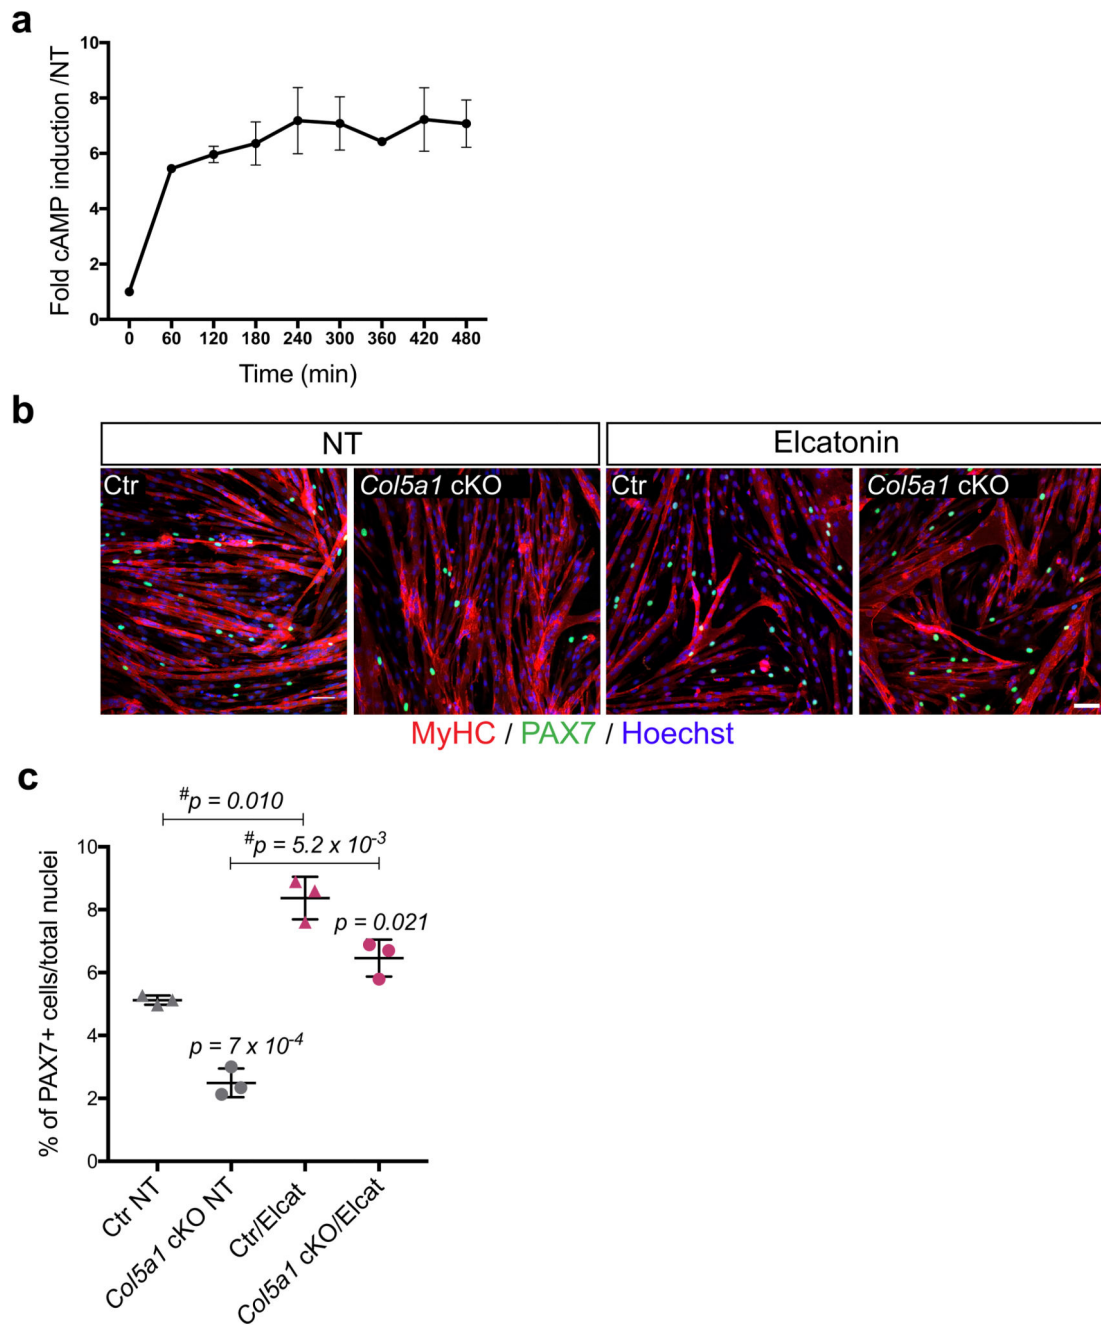 a
Fold cAMP induction /NT
10
8
6
4
2
0
0 60 120 180 240 300 360 420 480
Time (min)
b
NT
Elcatonin
Ctr
Col5a1 cKO
Ctr
Col5a1 cKO
MyHC / PAX7 / Hoechst
c
#p = 0.010
#p = 5.2 x 10-3
p = 0.021
p = 7 x 10-4
% of PAX7+ cells/total nuclei
10
8
6
4
2
0
Ctr NT
Col5a1 cKO NT
Ctr/Elcat
Col5a1 cKO/Elcat